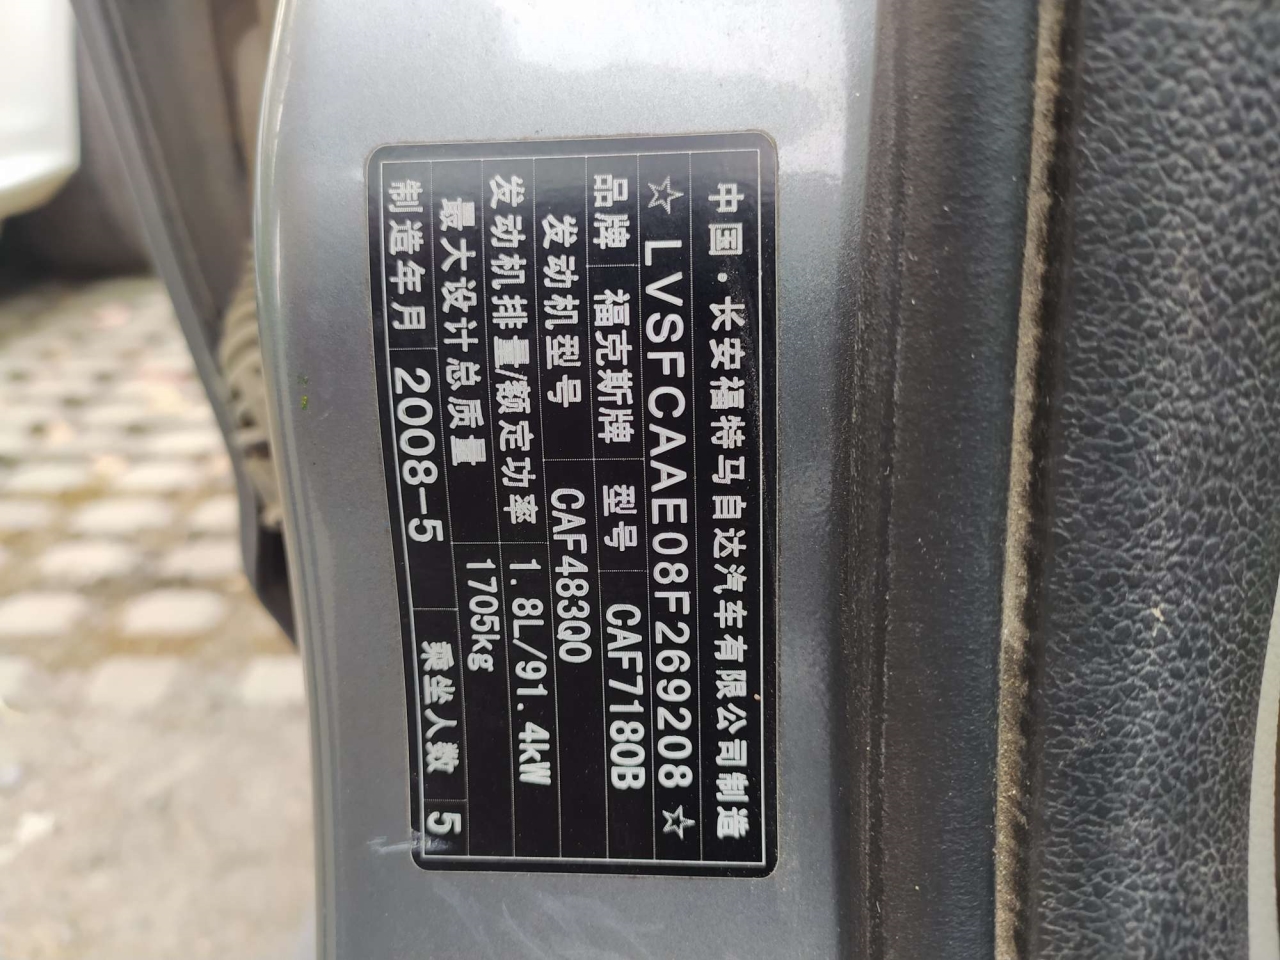 中国·长安福特马自达汽车有限公司制造
☆LVSFCAAE08F269208☆
品牌 福克斯牌 型号 CAF7180B
发动机型号 CAF483Q0
发动机排量/额定功率 1.8L/91.4kW
最大设计总质量 1705kg
制造年月 2008-5 乘坐人数 5